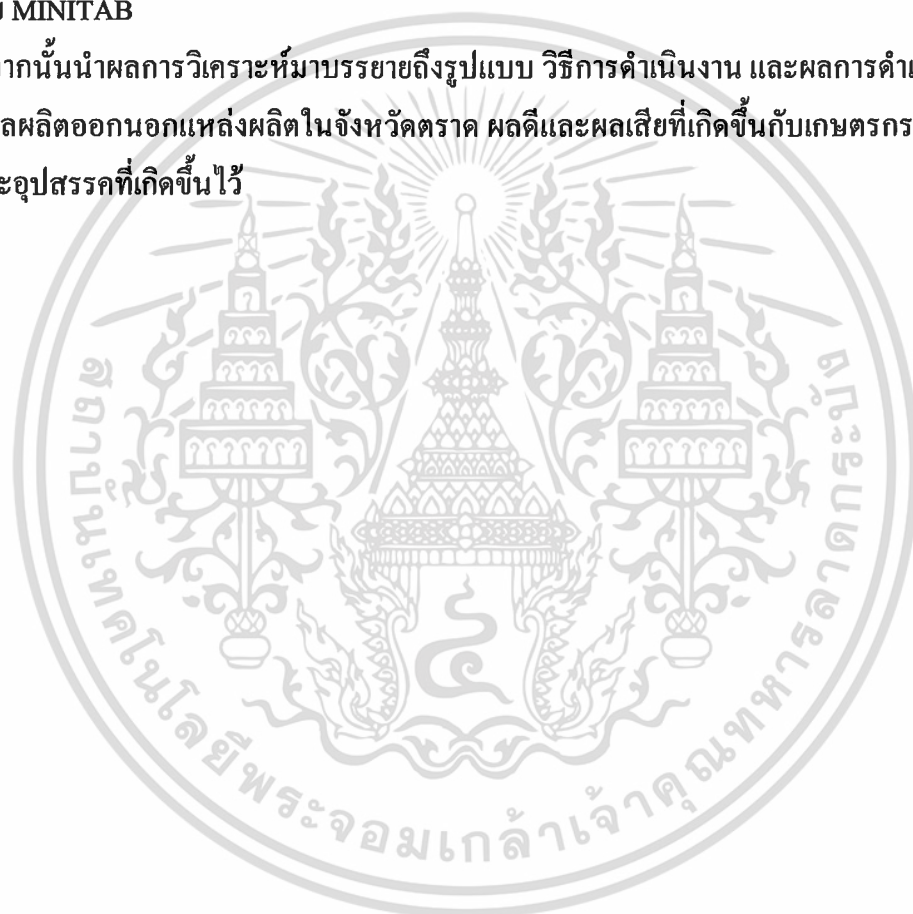 MINITAB
ากนั้นนำผลการวิเคราะห์มาบรรยายถึงรูปแบบ วิธีการดำเนินงาน และผลการดำเ
ลผลิตออกนอกแหล่งผลิตในจังหวัดตราด ผลดีและผลเสียที่เกิดขึ้นกับเกษตรกร
ะอุปสรรคที่เกิดขึ้นไว้
สถาบันเทคโนโลยีพระจอมเกล้าเจ้าคุณทหารลาดกระบัง